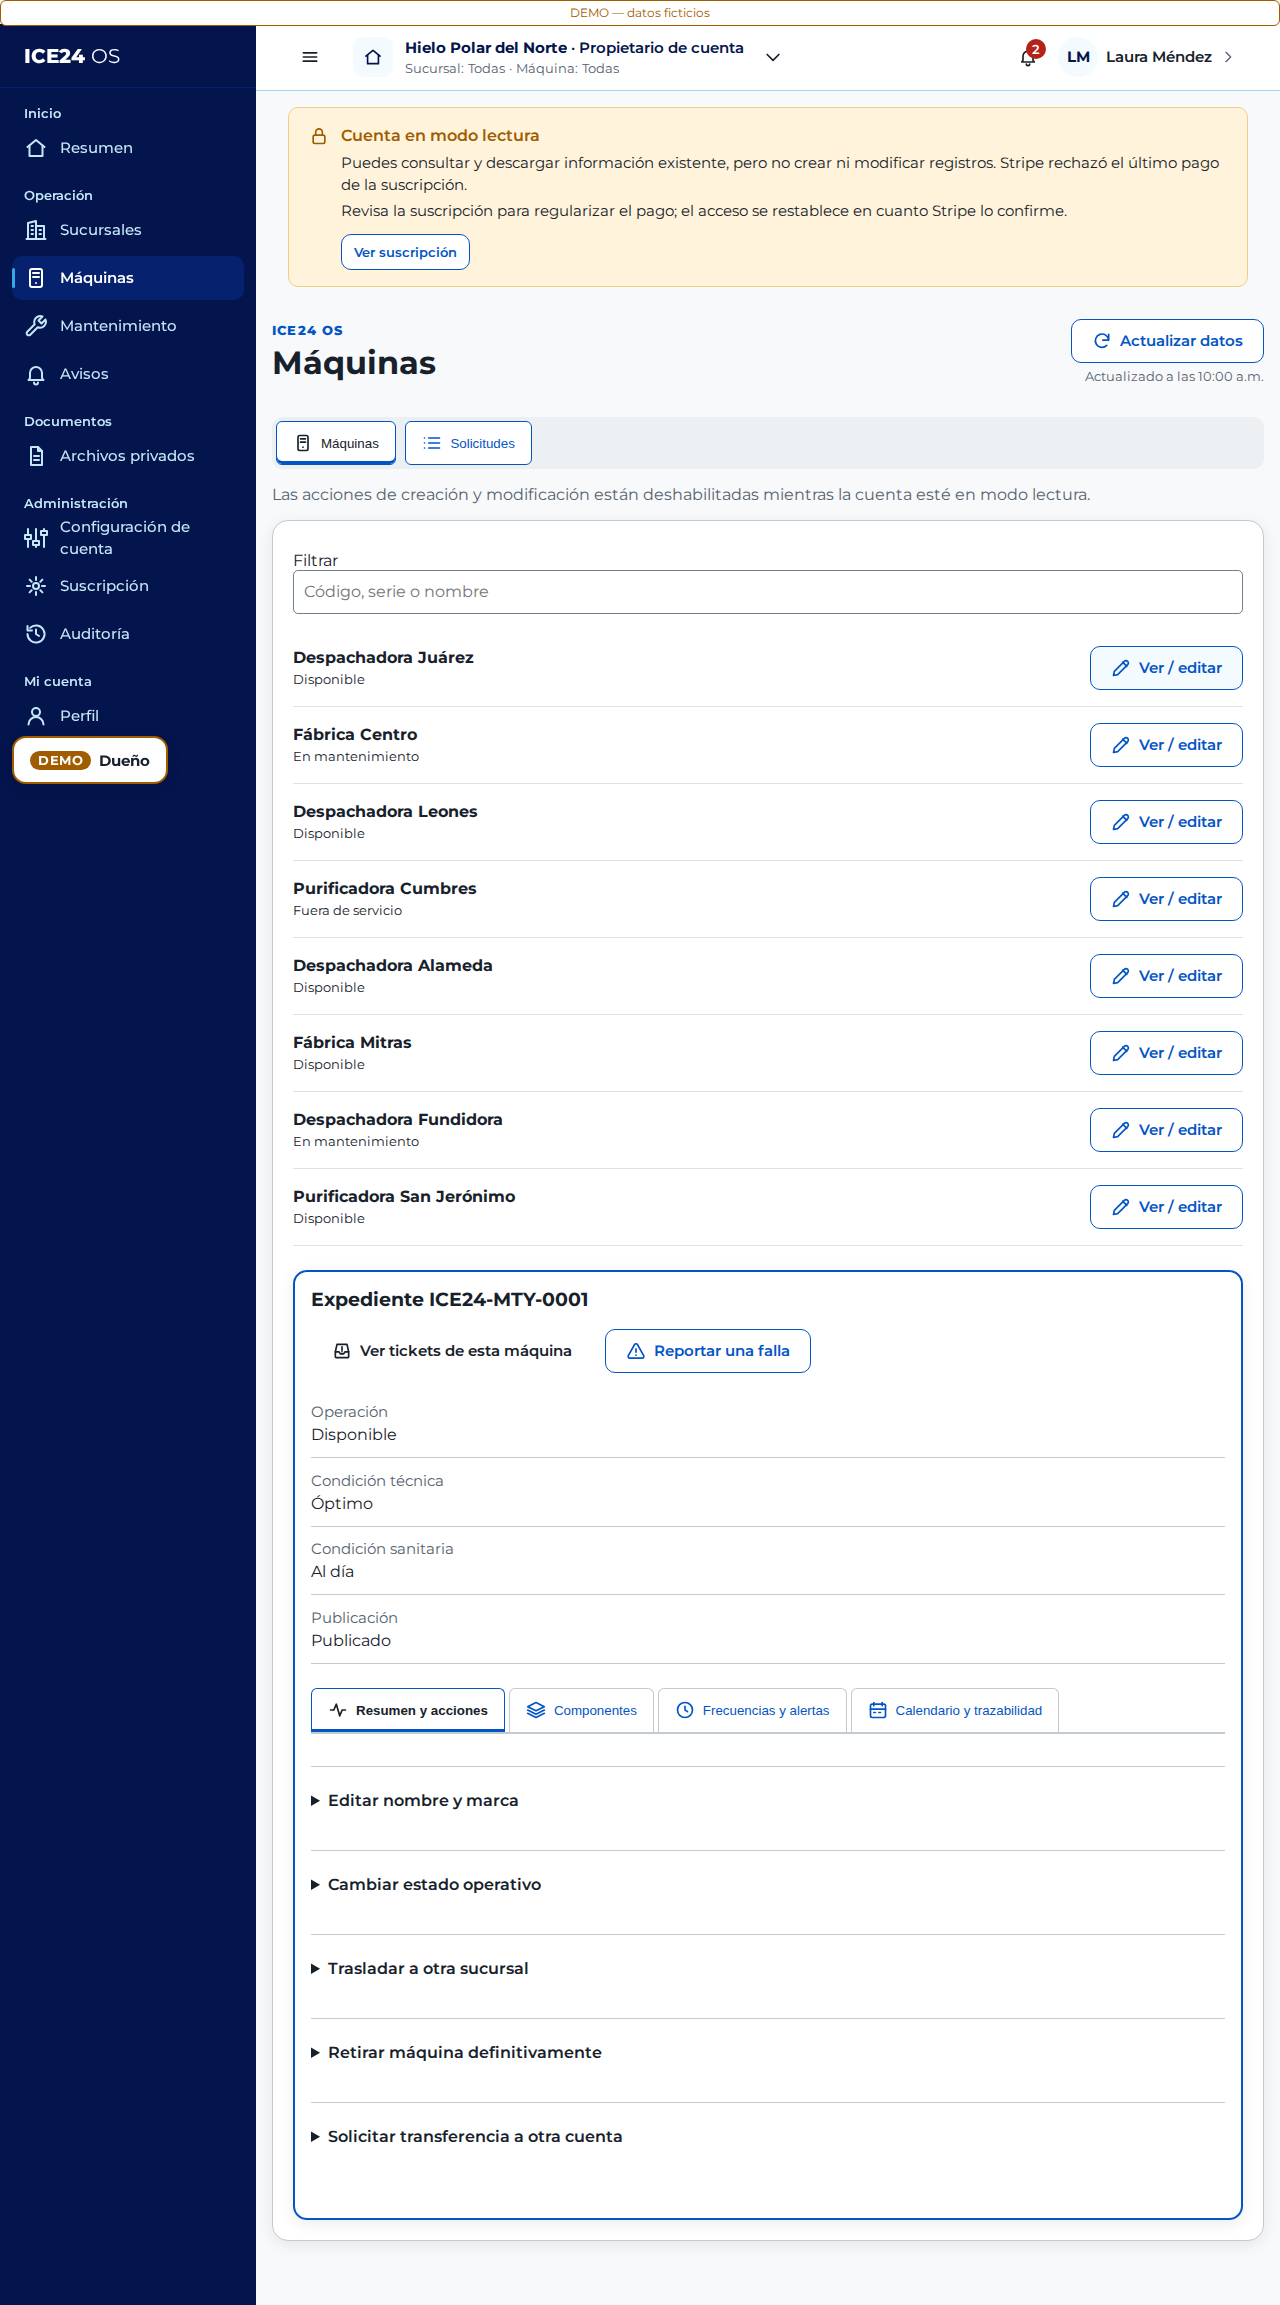 DEMO — datos ficticios
ICE24 OS
Inicio
Resumen
Operación
Sucursales
Máquinas
Mantenimiento
Avisos
Documentos
Archivos privados
Administración
Configuración de
cuenta
Suscripción
Auditoría
Mi cuenta
Perfil
DEMO Dueño
Hielo Polar del Norte · Propietario de cuenta
Sucursal: Todas · Máquina: Todas
2
LM Laura Méndez
Cuenta en modo lectura
Puedes consultar y descargar información existente, pero no crear ni modificar registros. Stripe rechazó el último pago
de la suscripción.
Revisa la suscripción para regularizar el pago; el acceso se restablece en cuanto Stripe lo confirme.
Ver suscripción
ICE24 OS
Máquinas
Actualizar datos
Actualizado a las 10:00 a.m.
Máquinas
Solicitudes
Las acciones de creación y modificación están deshabilitadas mientras la cuenta esté en modo lectura.
Filtrar
Código, serie o nombre
Despachadora Juárez
Disponible
Ver / editar
Fábrica Centro
En mantenimiento
Ver / editar
Despachadora Leones
Disponible
Ver / editar
Purificadora Cumbres
Fuera de servicio
Ver / editar
Despachadora Alameda
Disponible
Ver / editar
Fábrica Mitras
Disponible
Ver / editar
Despachadora Fundidora
En mantenimiento
Ver / editar
Purificadora San Jerónimo
Disponible
Ver / editar
Expediente ICE24-MTY-0001
Ver tickets de esta máquina
Reportar una falla
Operación
Disponible
Condición técnica
Óptimo
Condición sanitaria
Al día
Publicación
Publicado
Resumen y acciones
Componentes
Frecuencias y alertas
Calendario y trazabilidad
Editar nombre y marca
Cambiar estado operativo
Trasladar a otra sucursal
Retirar máquina definitivamente
Solicitar transferencia a otra cuenta